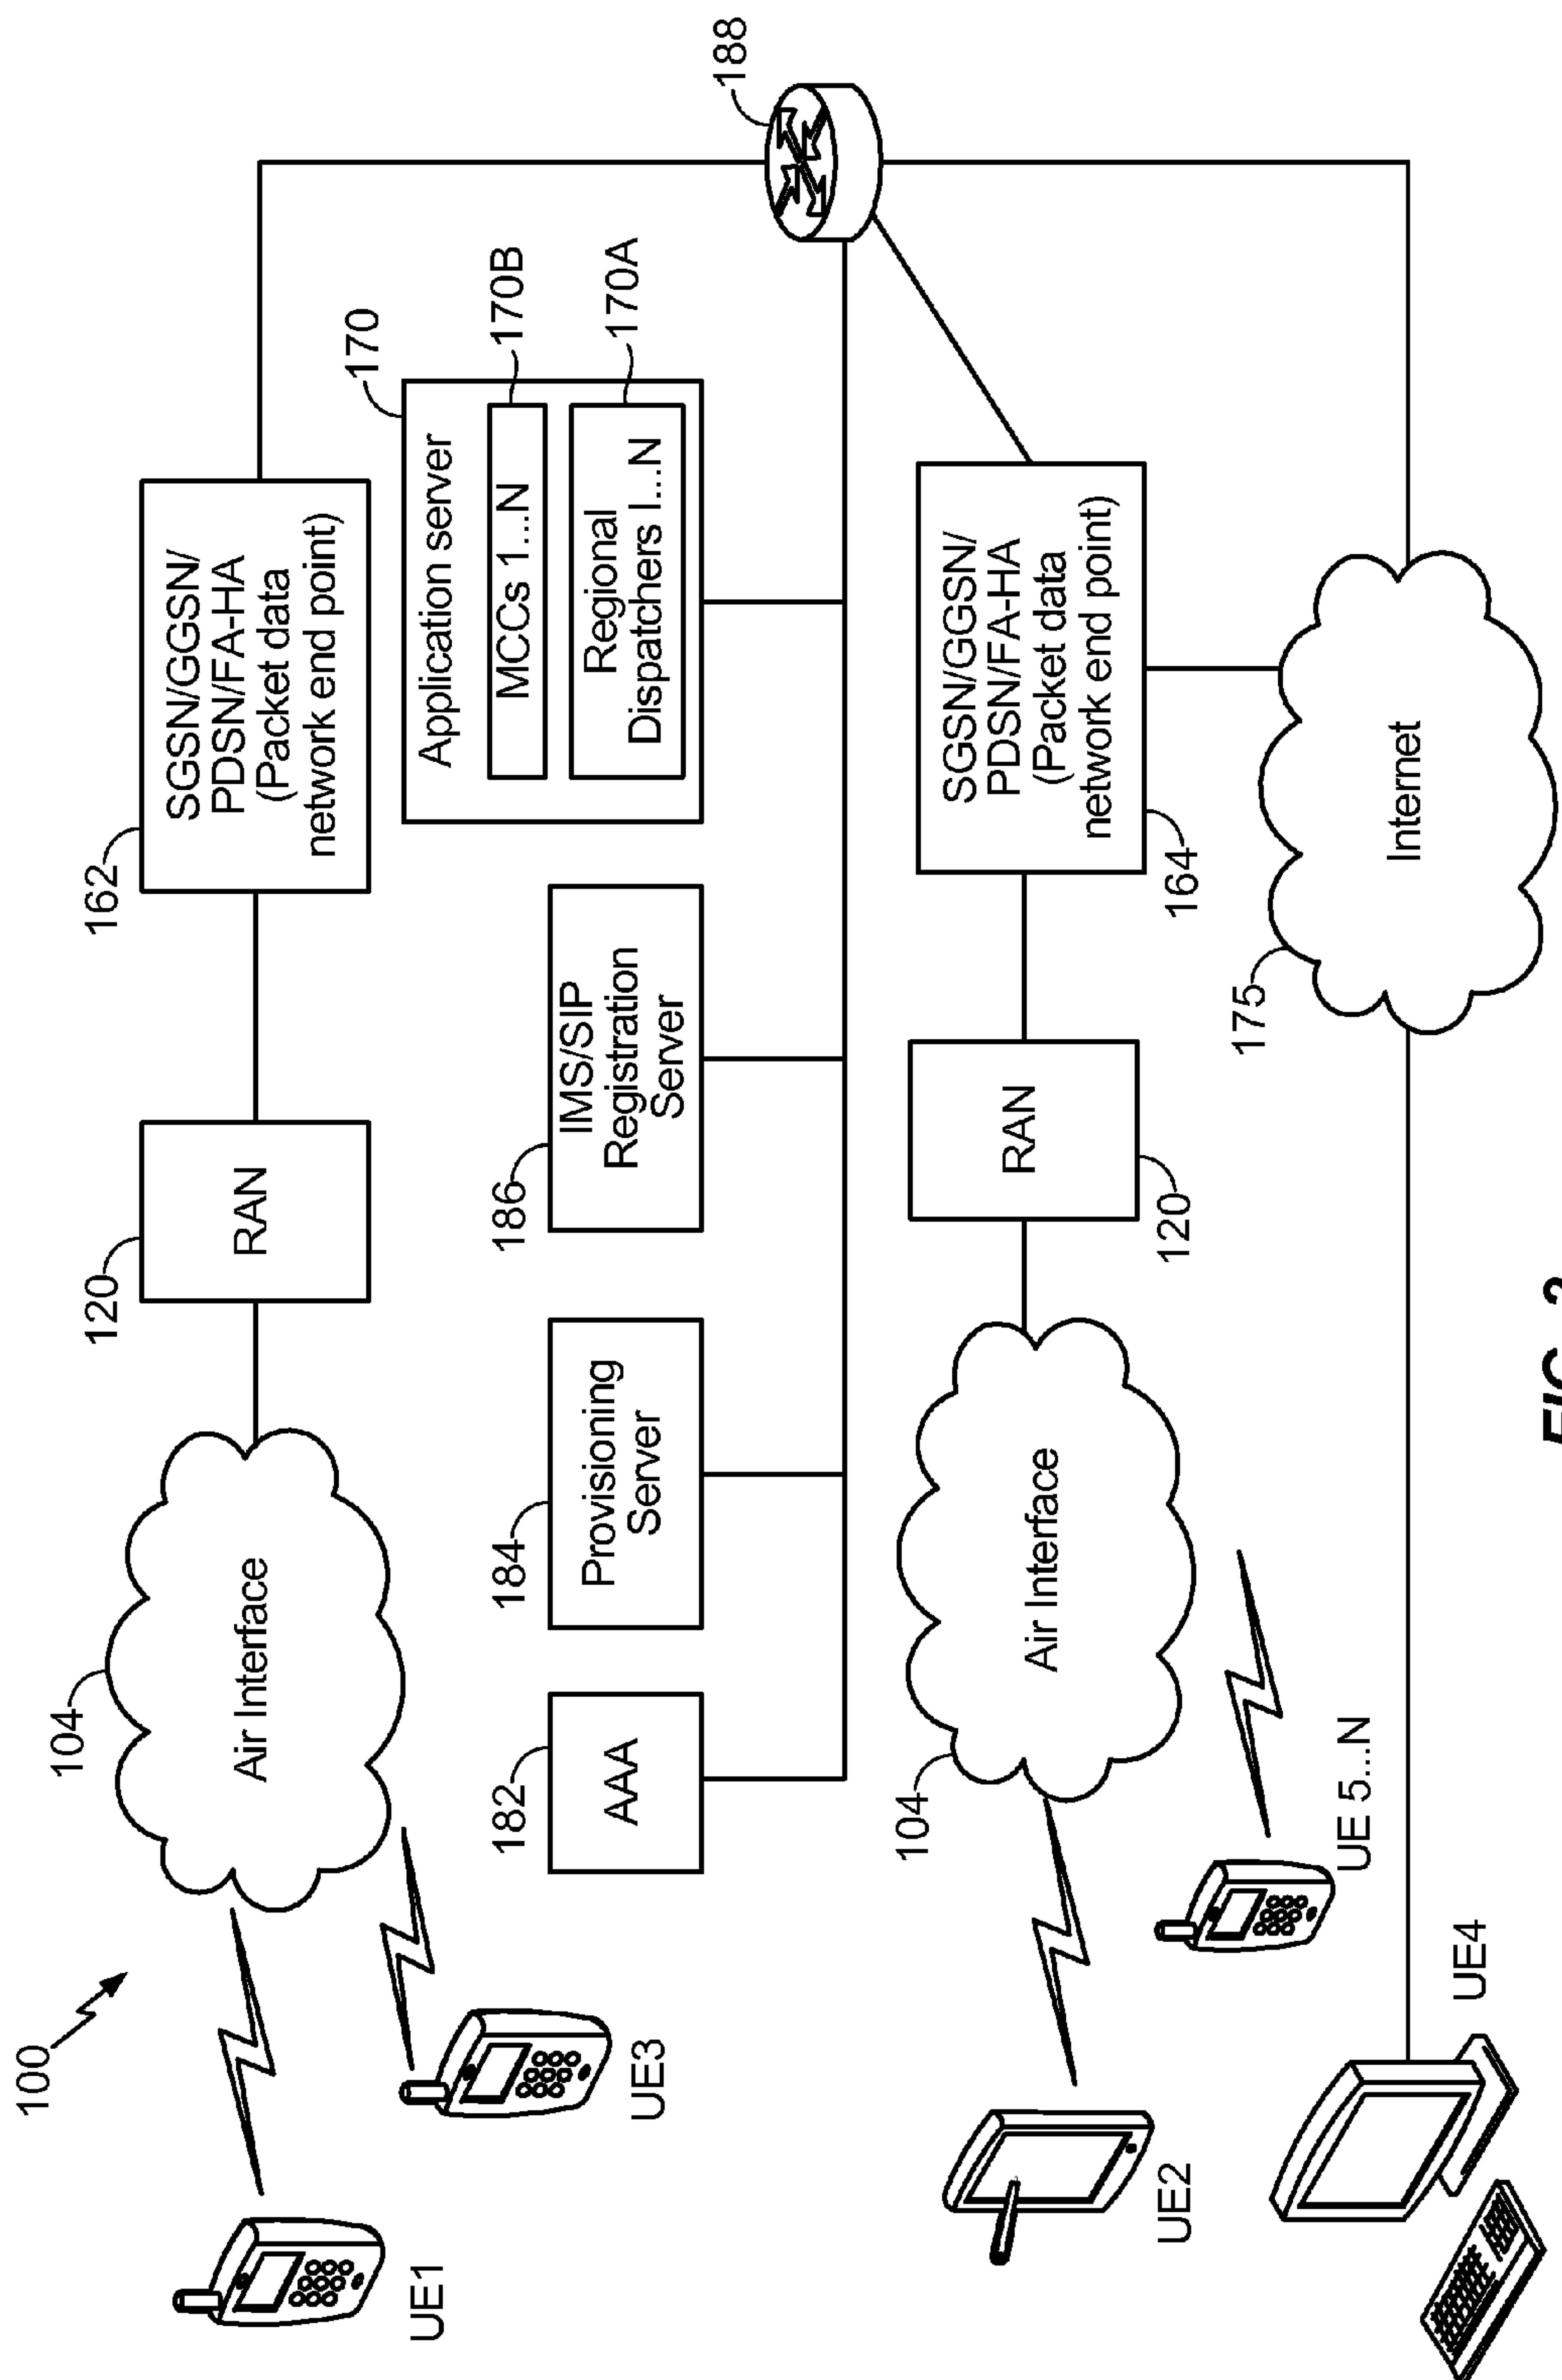 100
104
Air Interface
120
RAN
162
SGSN/GGSN/
PDSN/FA-HA
(Packet data
network end point)
UE1
UE3
182
AAA
184
Provisioning
Server
186
IMS/SIP
Registration
Server
170
Application server
MCCs 1...N
170B
Regional
Dispatchers I...N
170A
188
104
Air Interface
120
RAN
164
SGSN/GGSN/
PDSN/FA-HA
(Packet data
network end point)
UE2
UE 5...N
175
Internet
UE4